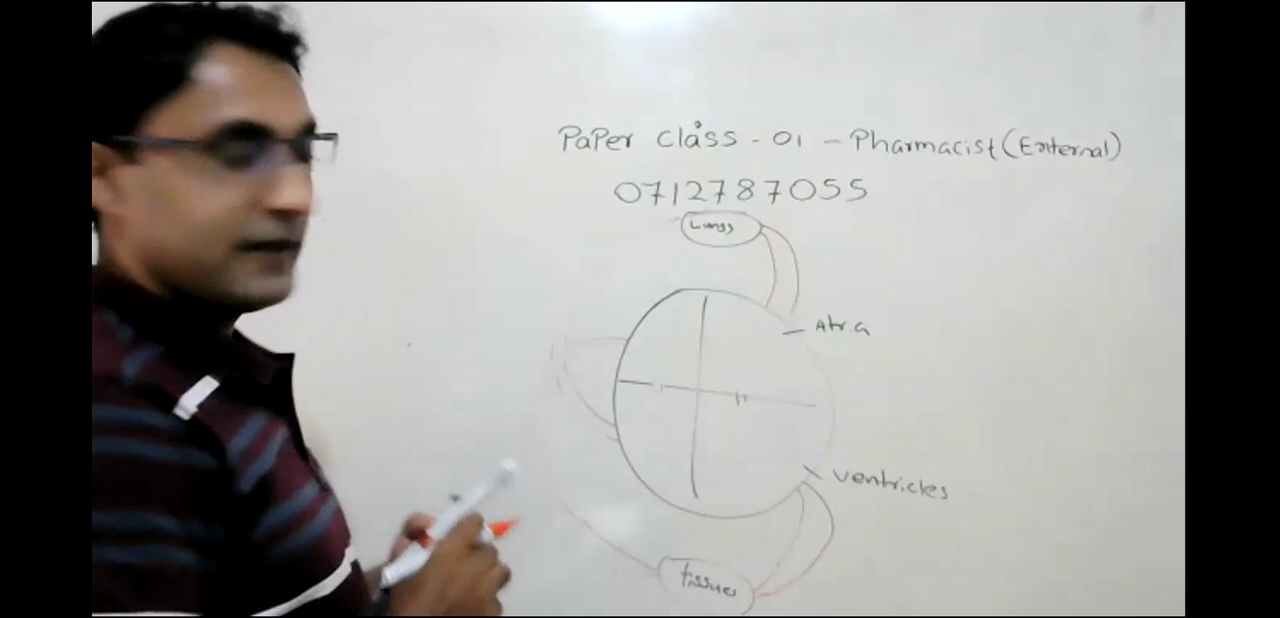 Paper Class - 01 - Pharmacist (External)
0712787055
Lungs
Atria
ventricles
tissues